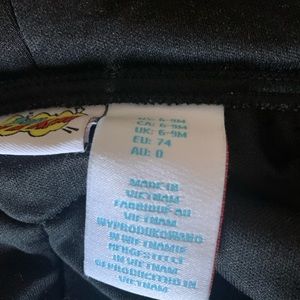 CA: 6-9M
UK: 6-9M
EU: 74
AU: 0
MADE IN
VIETNAM
FABRIQUÉ AU
VIETNAM
WYPRODUKOWANO
W WIETNAMIE
HERGESTELLT
IN VIETNAM
GEPRODUCEERD IN
VIETNAM